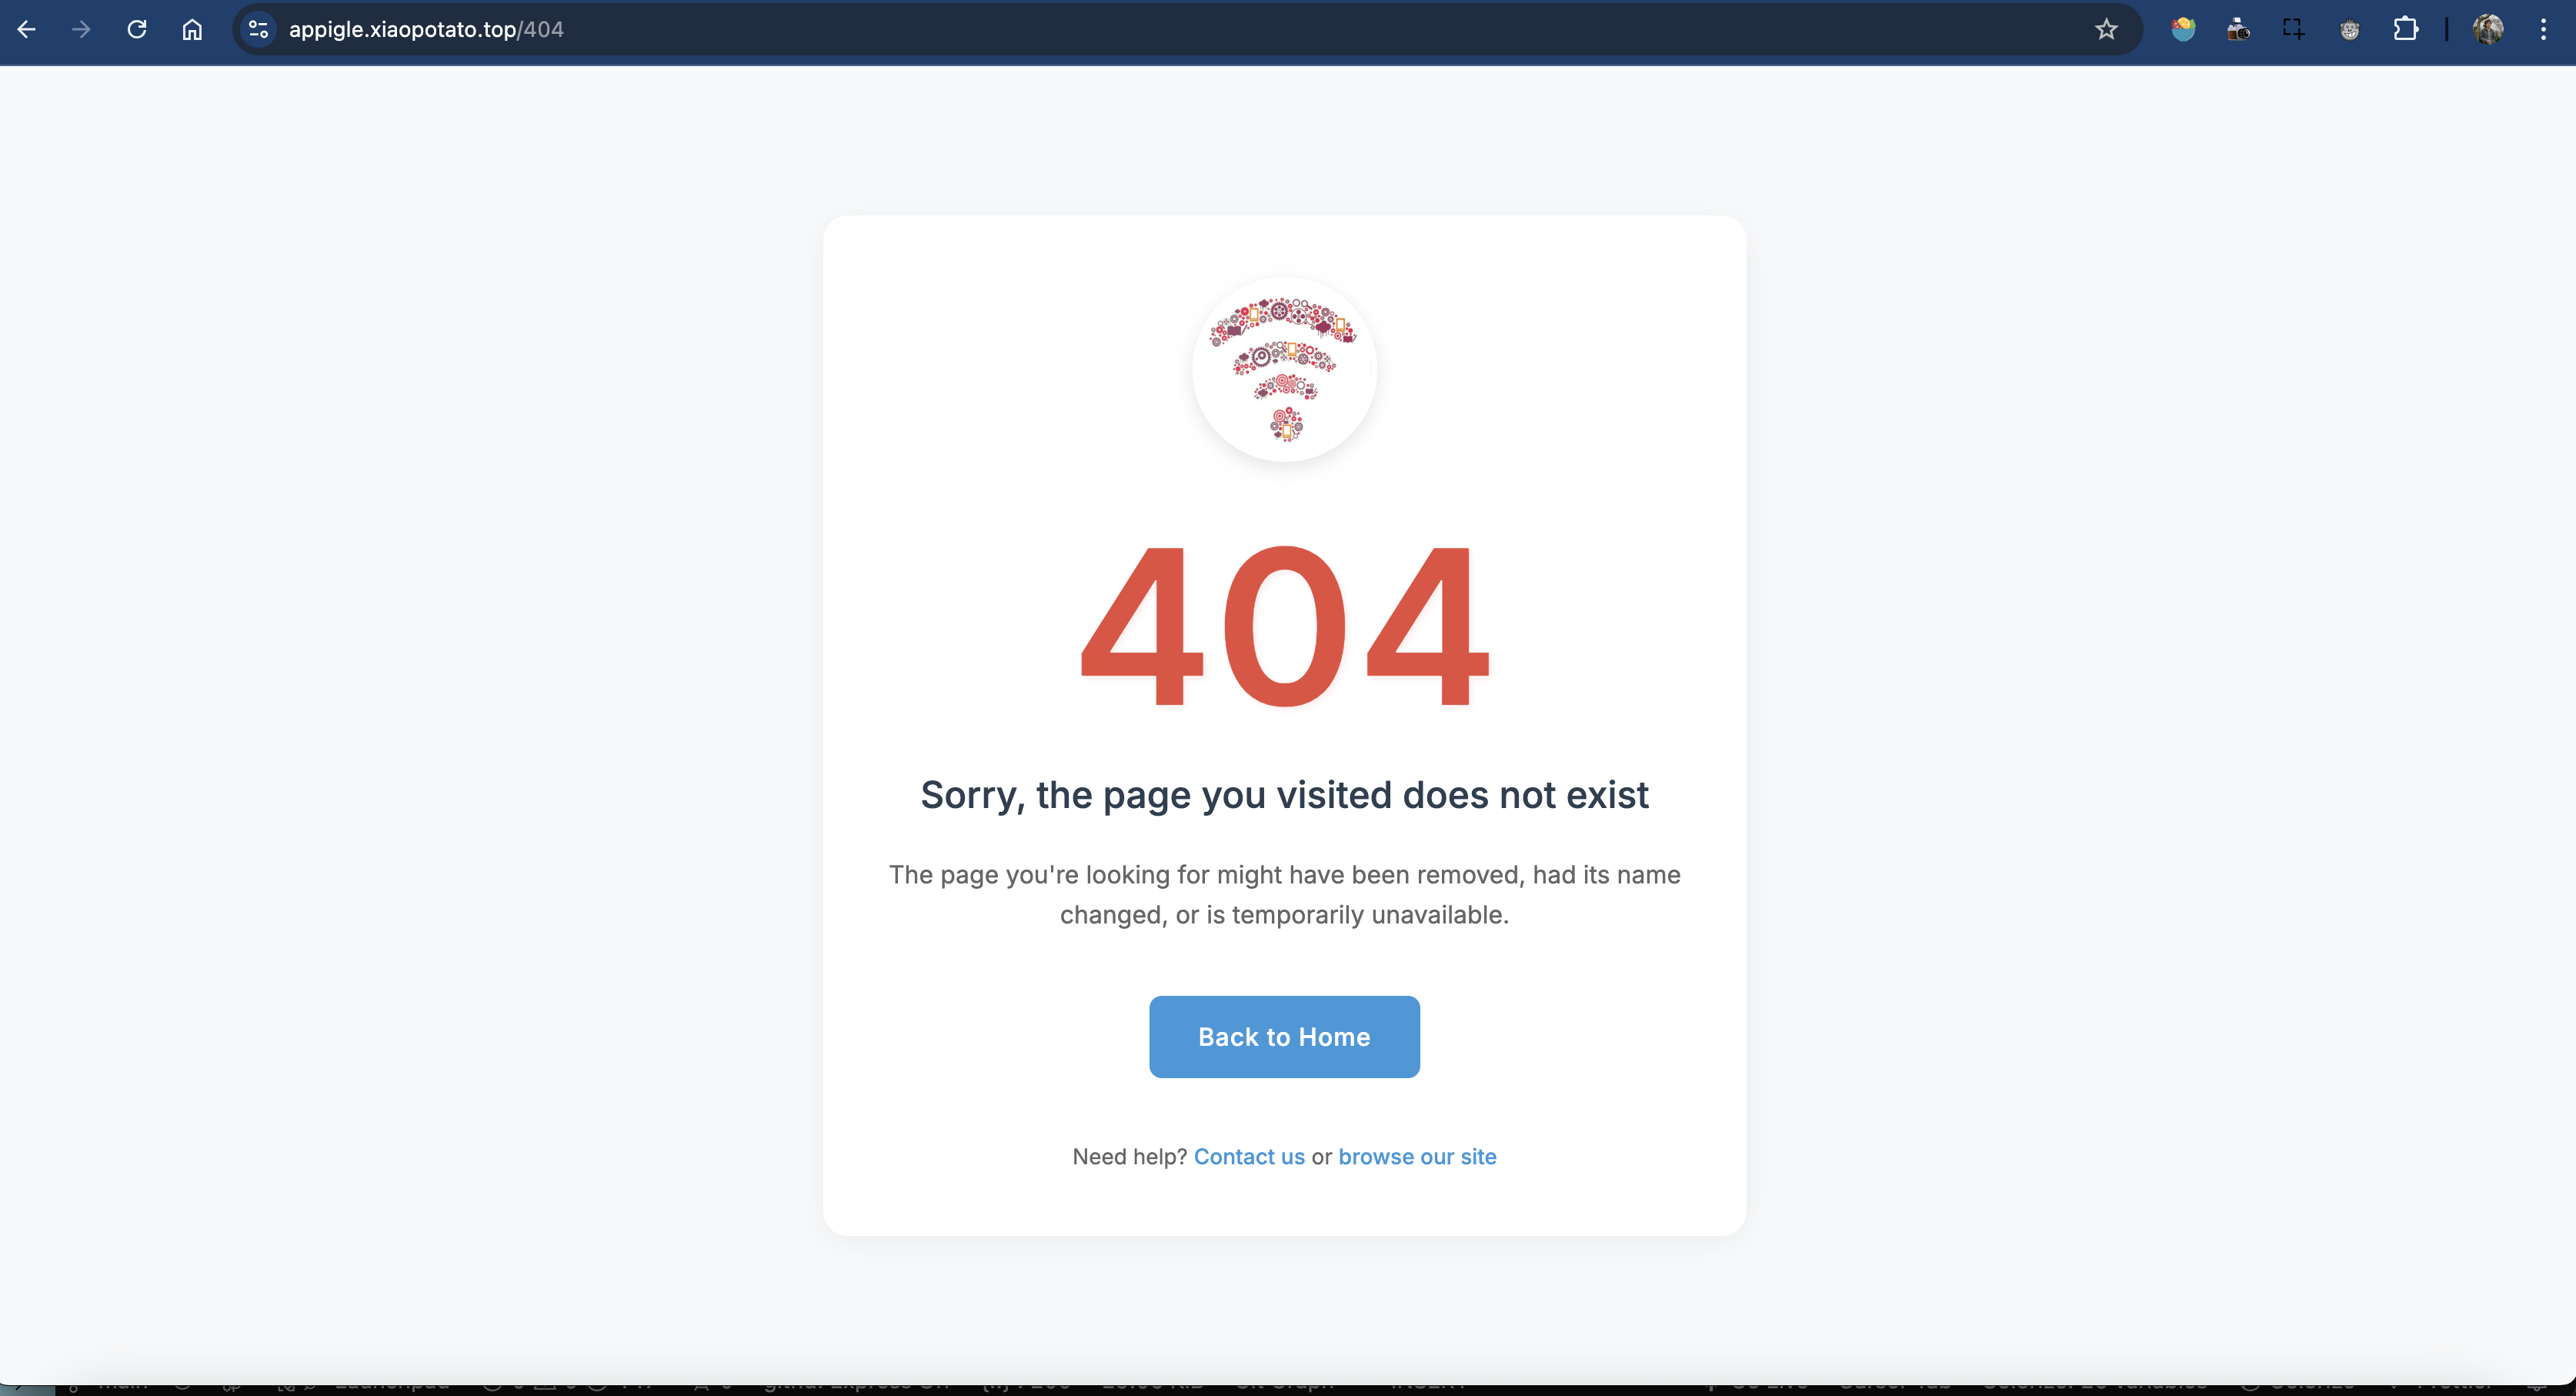 appigle.xiaopotato.top/404
404
Sorry, the page you visited does not exist
The page you're looking for might have been removed, had its name
changed, or is temporarily unavailable.
Back to Home
Need help? Contact us or browse our site